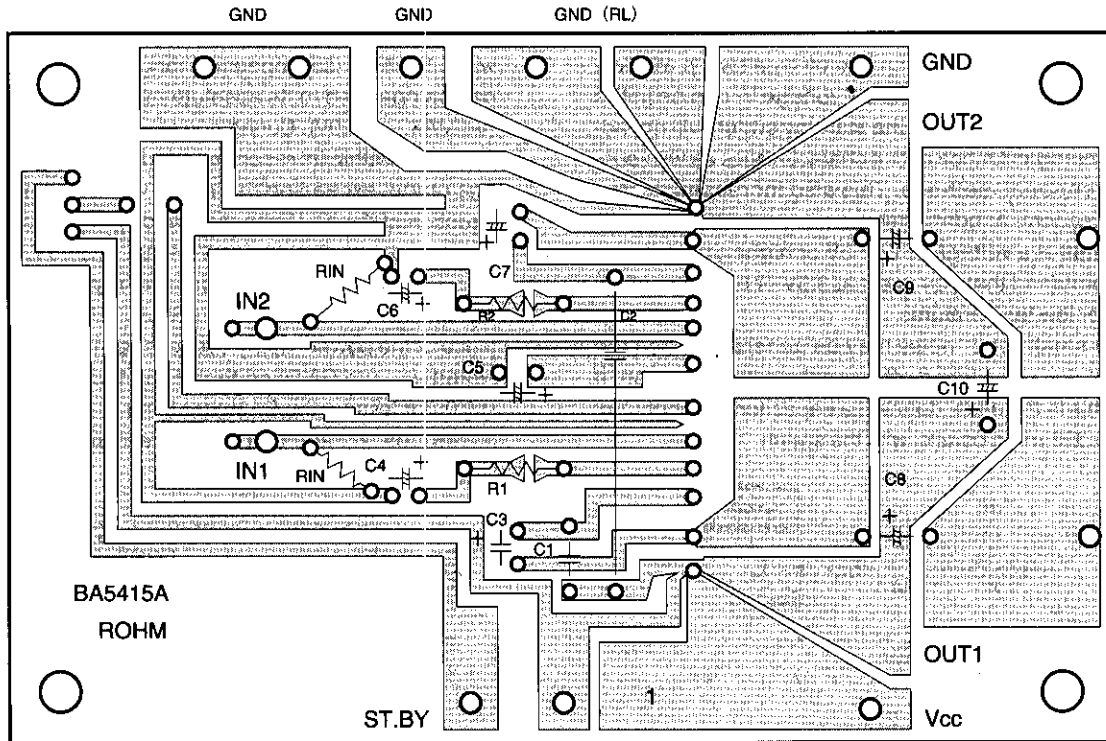 GND GND GND (RL)
GND
OUT2
RIN
C7
C9
IN2
C6
R2
C2
C5
C10
IN1
RIN
C4
R1
C8
C3
C1
BA5415A
ROHM
OUT1
1
ST.BY
Vcc